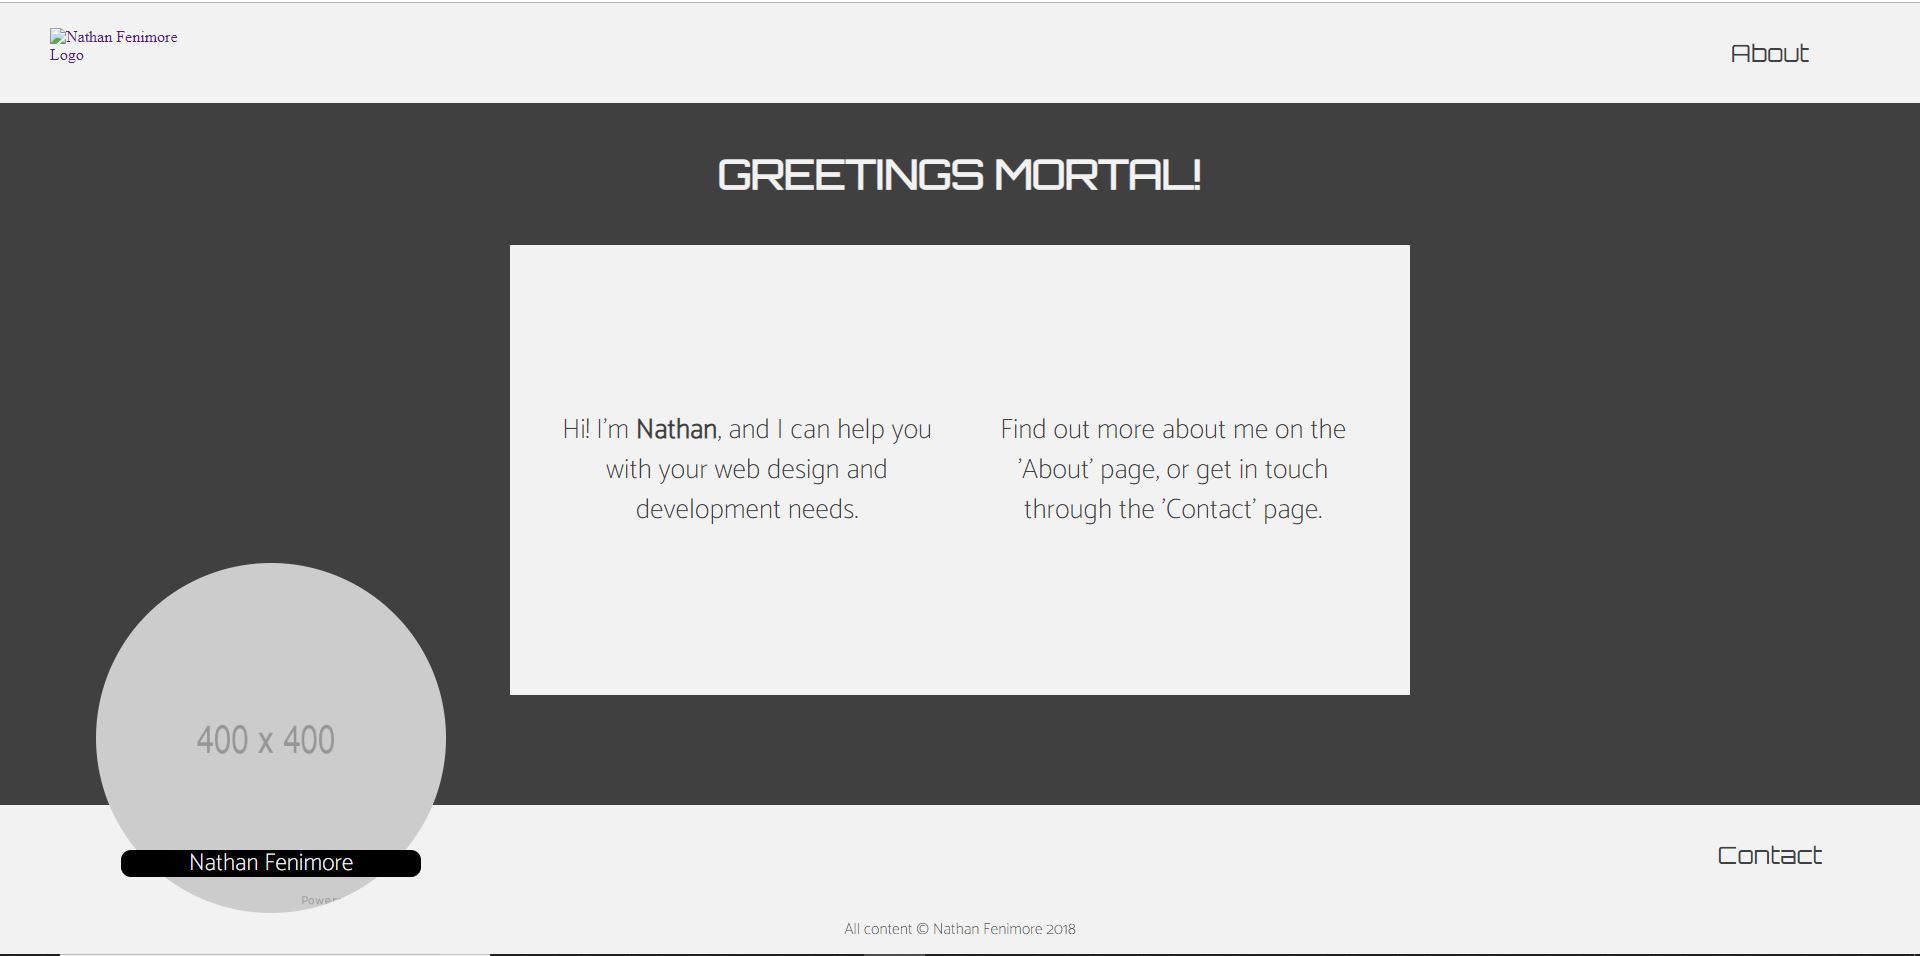 Nathan Fenimore
Logo
About
GREETINGS MORTAL!
Hi! I'm Nathan, and I can help you
with your web design and
development needs.
Find out more about me on the
'About' page, or get in touch
through the 'Contact' page.
400 x 400
Nathan Fenimore
Contact
All content © Nathan Fenimore 2018